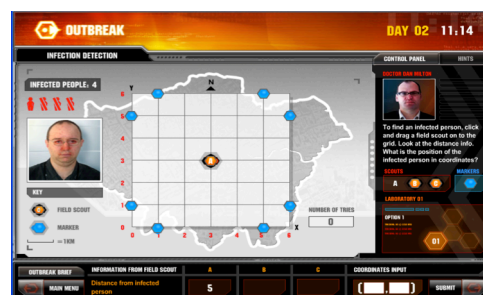 OUTBREAK
DAY 02 11:14
INFECTION DETECTION
CONTROL PANEL
HINTS
INFECTED PEOPLE: 4
DOCTOR DAN MILTON
To find an infected person, click
and drag a field scout on to the
grid. Look at the distance info.
What is the position of the
infected person in coordinates?
SCOUTS
MARKERS
A B C
LABORATORY 01
OPTION 1
01
KEY
FIELD SCOUT
MARKER
=1KM
N
Y
6
5
4
3
2
1
0
0 1 2 3 4 5 6
X
A
NUMBER OF TRIES
0
OUTBREAK BRIEF
MAIN MENU
INFORMATION FROM FIELD SCOUT
A
B
C
Distance from infected
person
5
COORDINATES INPUT
( , )
SUBMIT